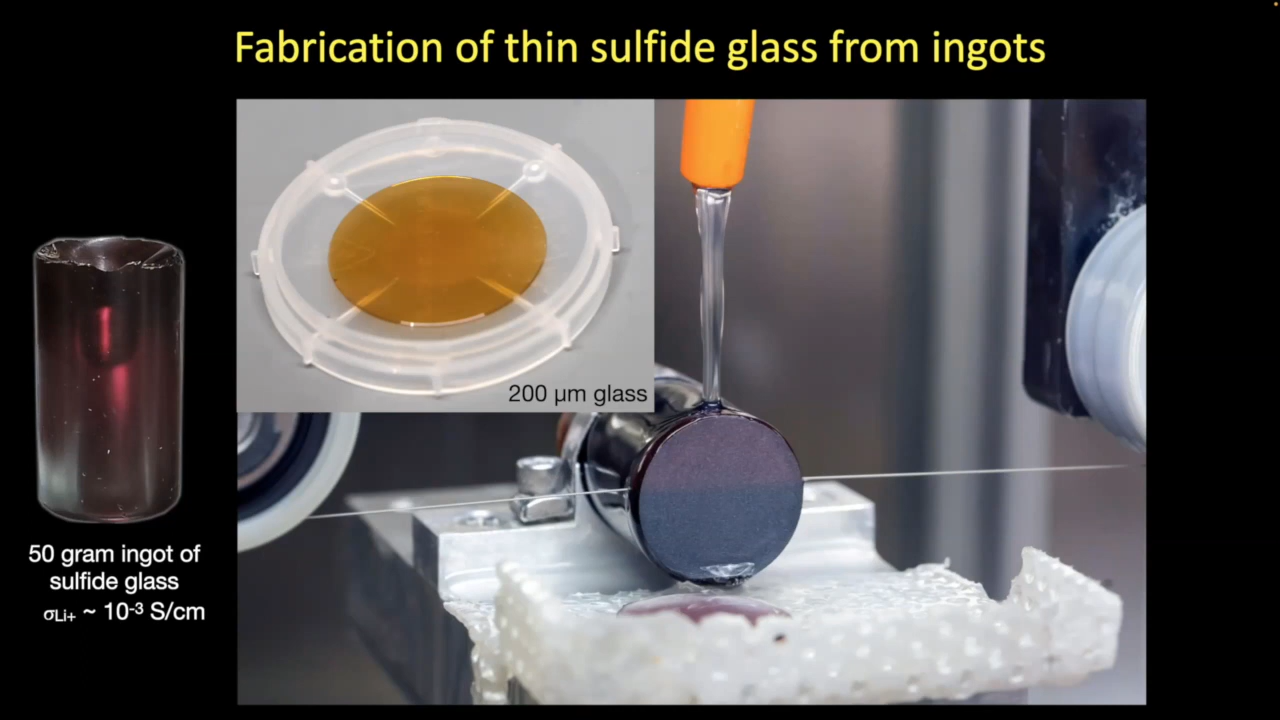 Fabrication of thin sulfide glass from ingots
200 µm glass
50 gram ingot of
sulfide glass
σLi+ ~ 10-3 S/cm